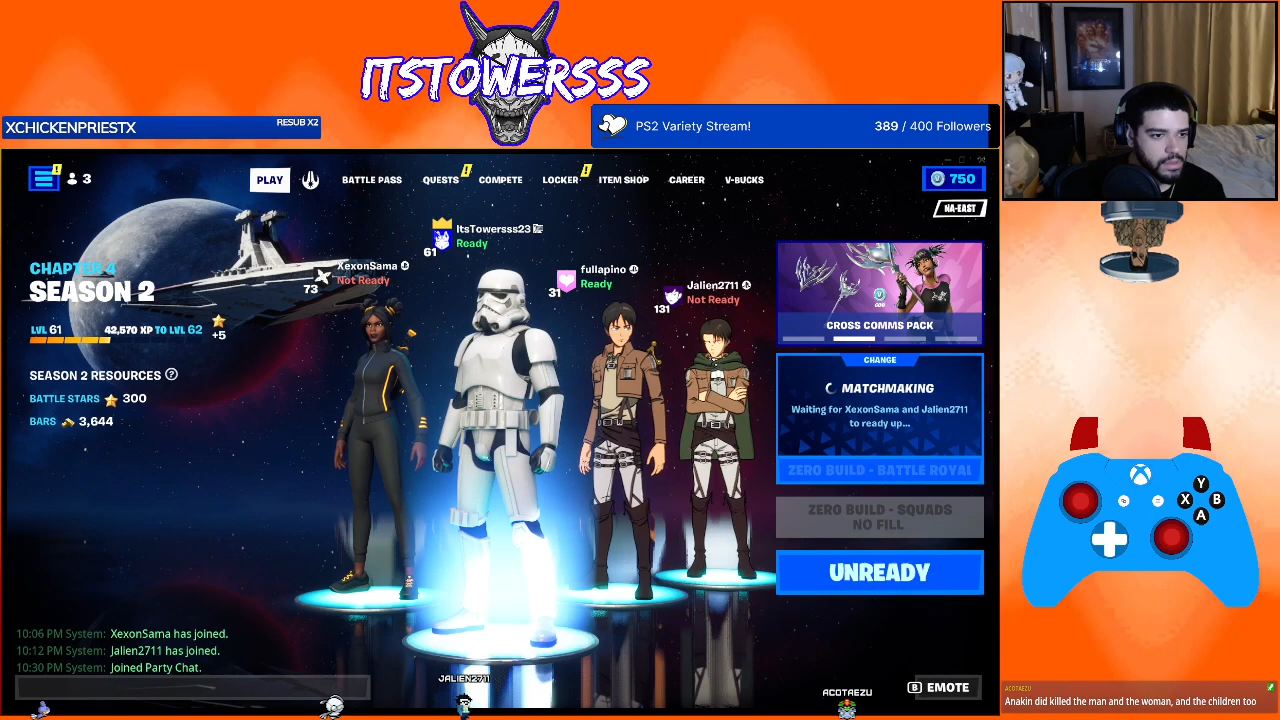 ITSTOWERSSS
XCHICKENPRIESTX
RESUB X2
PS2 Variety Stream!
389 / 400 Followers
3
PLAY
BATTLE PASS
QUESTS
COMPETE
LOCKER
ITEM SHOP
CAREER
V-BUCKS
750
NA-EAST
CHAPTER 4
SEASON 2
LVL 61
42,570 XP TO LVL 62
+5
SEASON 2 RESOURCES ?
BATTLE STARS 300
BARS 3,644
73
XexonSama
Not Ready
61
ItsTowersss23
Ready
31
fullapino
Ready
131
Jalien2711
Not Ready
CROSS COMMS PACK
CHANGE
MATCHMAKING
Waiting for XexonSama and Jalien2711
to ready up...
ZERO BUILD - BATTLE ROYAL
ZERO BUILD - SQUADS
NO FILL
UNREADY
10:06 PM System: XexonSama has joined.
10:12 PM System: Jalien2711 has joined.
10:30 PM System: Joined Party Chat.
JALIEN2711
ACOTAEZU
B EMOTE
Y
X
B
A
ACOTAEZU
Anakin did killed the man and the woman, and the children too